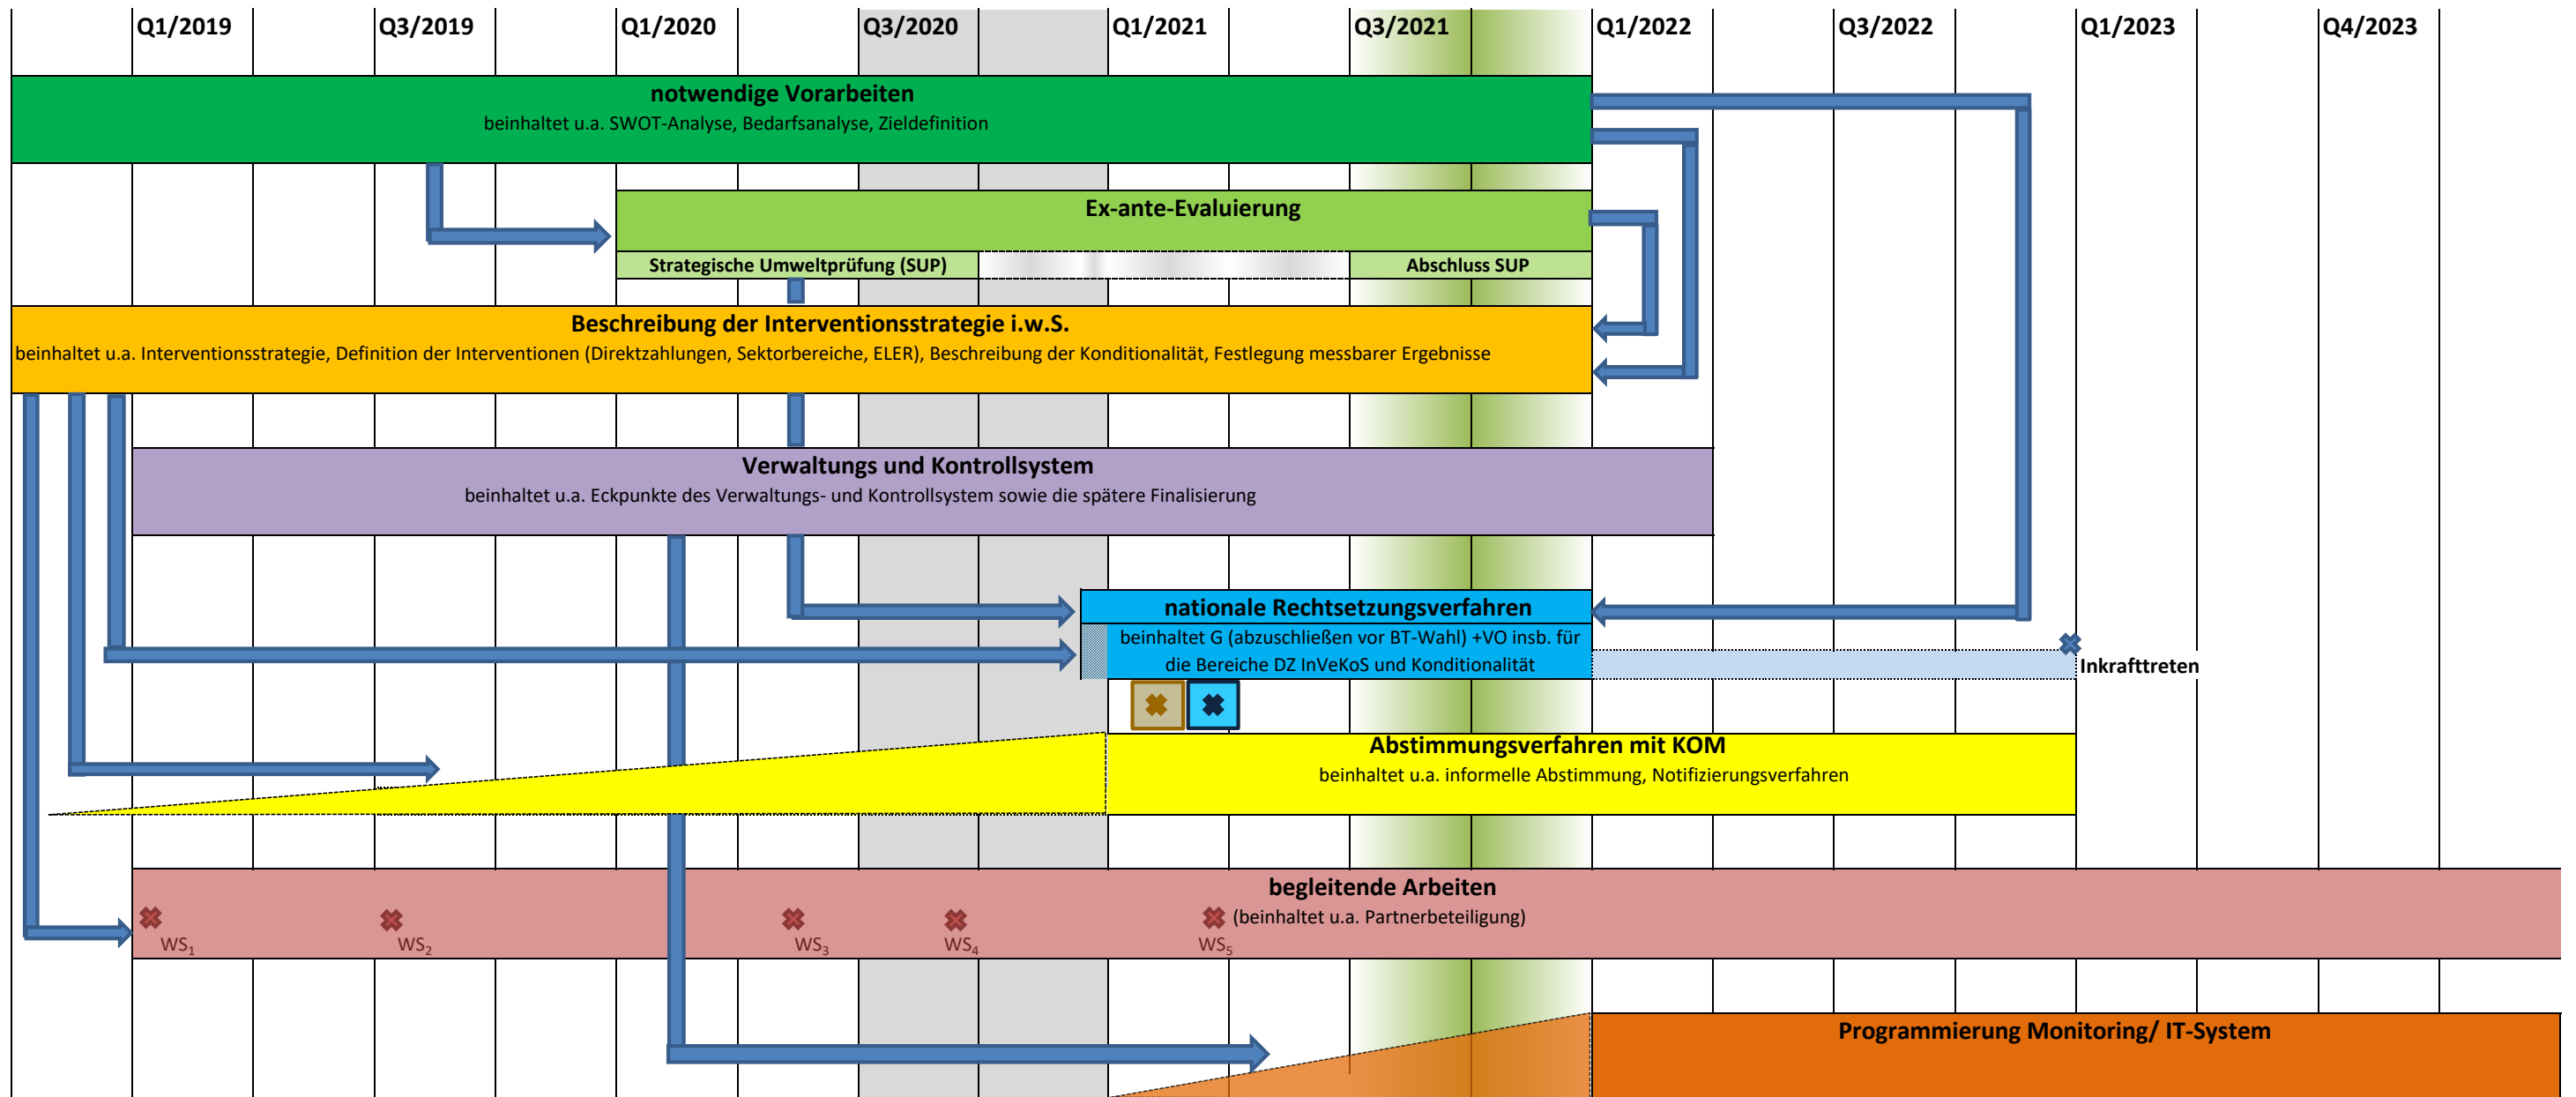 Q1/2019 Q3/2019 Q1/2020 Q3/2020 Q1/2021 Q3/2021 Q1/2022 Q3/2022 Q1/2023 Q4/2023
notwendige Vorarbeiten
beinhaltet u.a. SWOT-Analyse, Bedarfsanalyse, Zieldefinition
Ex-ante-Evaluierung
Strategische Umweltprüfung (SUP) Abschluss SUP
Beschreibung der Interventionsstrategie i.w.S.
beinhaltet u.a. Interventionsstrategie, Definition der Interventionen (Direktzahlungen, Sektorbereiche, ELER), Beschreibung der Konditionalität, Festlegung messbarer Ergebnisse
Verwaltungs und Kontrollsystem
beinhaltet u.a. Eckpunkte des Verwaltungs- und Kontrollsystem sowie die spätere Finalisierung
nationale Rechtsetzungsverfahren
beinhaltet G (abzuschließen vor BT-Wahl) +VO insb. für
die Bereiche DZ InVeKoS und Konditionalität
Inkrafttreten
Abstimmungsverfahren mit KOM
beinhaltet u.a. informelle Abstimmung, Notifizierungsverfahren
begleitende Arbeiten
(beinhaltet u.a. Partnerbeteiligung)
WS1 WS2 WS3 WS4 WS5
Programmierung Monitoring/ IT-System